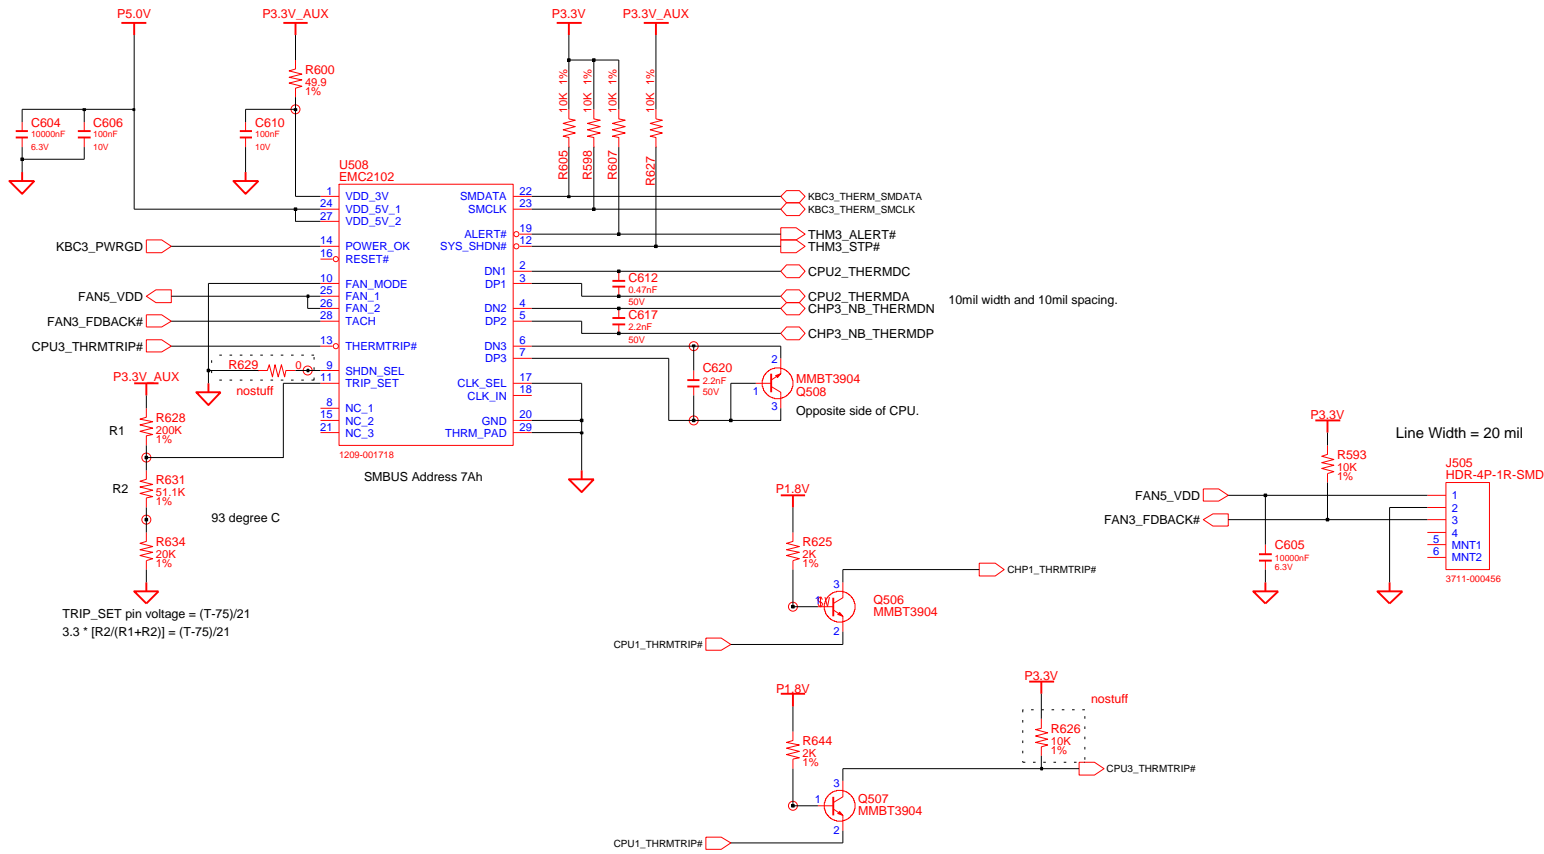 P5.0V
P3.3V_AUX
P3.3V
P3.3V_AUX
R600
49.9
1%
10K 1%
10K 1%
10K 1%
10K 1%
C604
10000nF
6.3V
C606
100nF
10V
C610
100nF
10V
R605
R598
R607
R627
U508
EMC2102
1 VDD_3V
24 VDD_5V_1
27 VDD_5V_2
14 POWER_OK
16 RESET#
10 FAN_MODE
25 FAN_1
26 FAN_2
28 TACH
13 THERMTRIP#
9 SHDN_SEL
11 TRIP_SET
8 NC_1
15 NC_2
21 NC_3
SMDATA 22
SMCLK 23
ALERT# 19
SYS_SHDN# 12
DN1 2
DP1 3
DN2 4
DP2 5
DN3 6
DP3 7
CLK_SEL 17
CLK_IN 18
GND 20
THRM_PAD 29
1209-001718
SMBUS Address 7Ah
KBC3_PWRGD
FAN5_VDD
FAN3_FDBACK#
CPU3_THRMTRIP#
R629 0
nostuff
P3.3V_AUX
R1
R628
200K
1%
R2
R631
51.1K
1%
93 degree C
R634
20K
1%
TRIP_SET pin voltage = (T-75)/21
3.3 * [R2/(R1+R2)] = (T-75)/21
KBC3_THERM_SMDATA
KBC3_THERM_SMCLK
THM3_ALERT#
THM3_STP#
CPU2_THERMDC
C612
0.47nF
50V
CPU2_THERMDA
10mil width and 10mil spacing.
CHP3_NB_THERMDN
C617
2.2nF
50V
CHP3_NB_THERMDP
C620
2.2nF
50V
2
1
3
MMBT3904
Q508
Opposite side of CPU.
P1.8V
R625
2K
1%
3
1
2
Q506
MMBT3904
CHP1_THRMTRIP#
CPU1_THRMTRIP#
P1.8V
R644
2K
1%
3
1
2
Q507
MMBT3904
CPU1_THRMTRIP#
P3.3V
nostuff
R626
10K
1%
CPU3_THRMTRIP#
P3.3V
Line Width = 20 mil
R593
10K
1%
J505
HDR-4P-1R-SMD
FAN5_VDD
FAN3_FDBACK#
C605
10000nF
6.3V
1
2
3
4
5 MNT1
6 MNT2
3711-000456